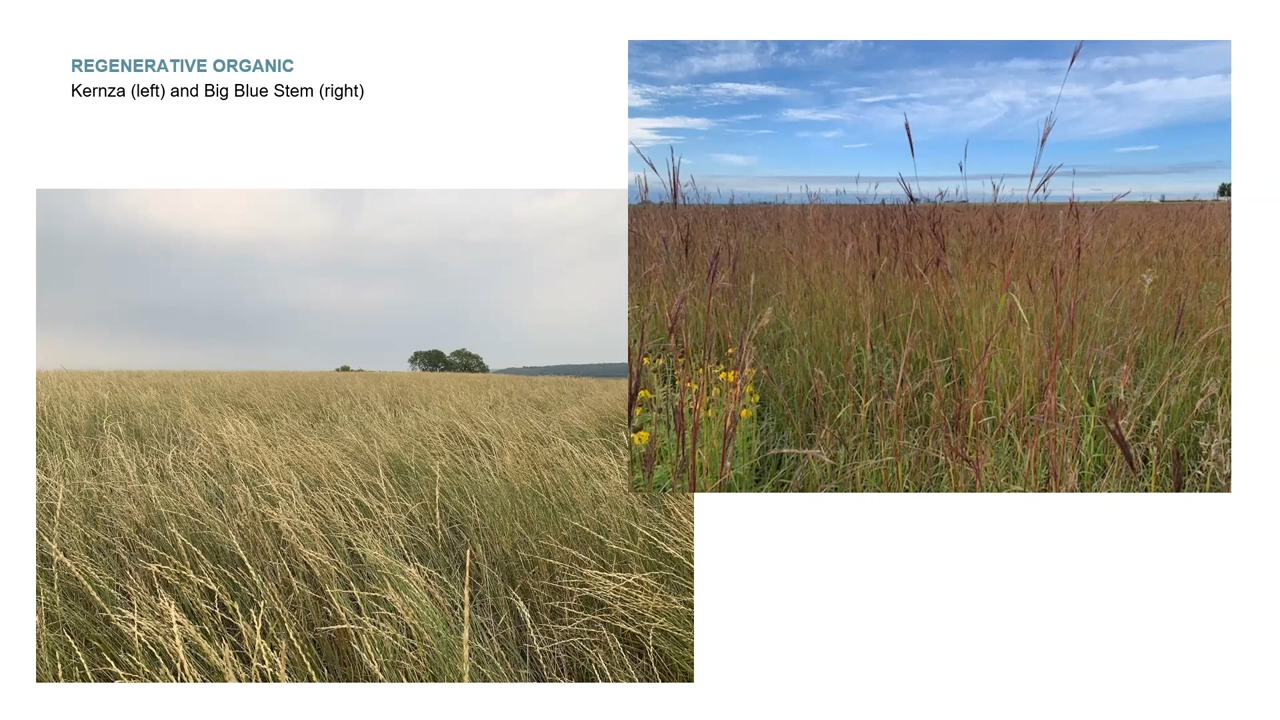 REGENERATIVE ORGANIC
Kernza (left) and Big Blue Stem (right)